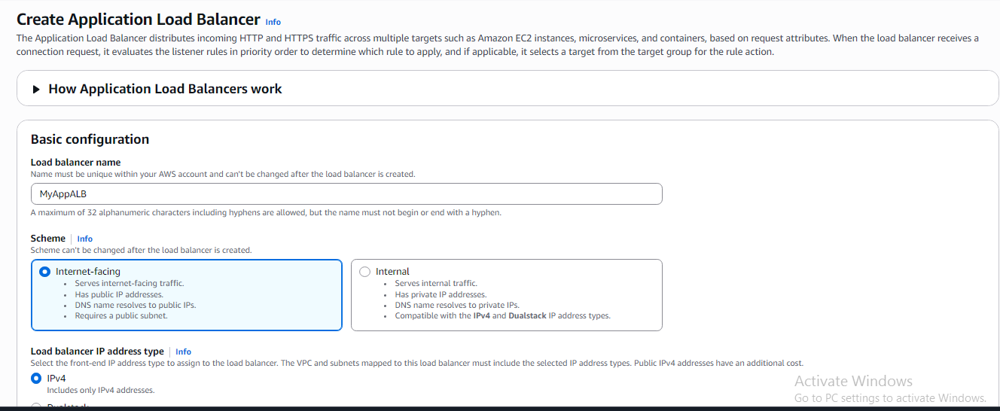 Create Application Load Balancer Info
The Application Load Balancer distributes incoming HTTP and HTTPS traffic across multiple targets such as Amazon EC2 instances, microservices, and containers, based on request attributes. When the load balancer receives a
connection request, it evaluates the listener rules in priority order to determine which rule to apply, and if applicable, it selects a target from the target group for the rule action.
How Application Load Balancers work
Basic configuration
Load balancer name
Name must be unique within your AWS account and can't be changed after the load balancer is created.
MyAppALB
A maximum of 32 alphanumeric characters including hyphens are allowed, but the name must not begin or end with a hyphen.
Scheme Info
Scheme can't be changed after the load balancer is created.
Internet-facing
Serves internet-facing traffic.
Has public IP addresses.
DNS name resolves to public IPs.
Requires a public subnet.
Internal
Serves internal traffic.
Has private IP addresses.
DNS name resolves to private IPs.
Compatible with the IPv4 and Dualstack IP address types.
Load balancer IP address type Info
Select the front-end IP address type to assign to the load balancer. The VPC and subnets mapped to this load balancer must include the selected IP address types. Public IPv4 addresses have an additional cost.
IPv4
Includes only IPv4 addresses.
Dualstack
Activate Windows
Go to PC settings to activate Windows.